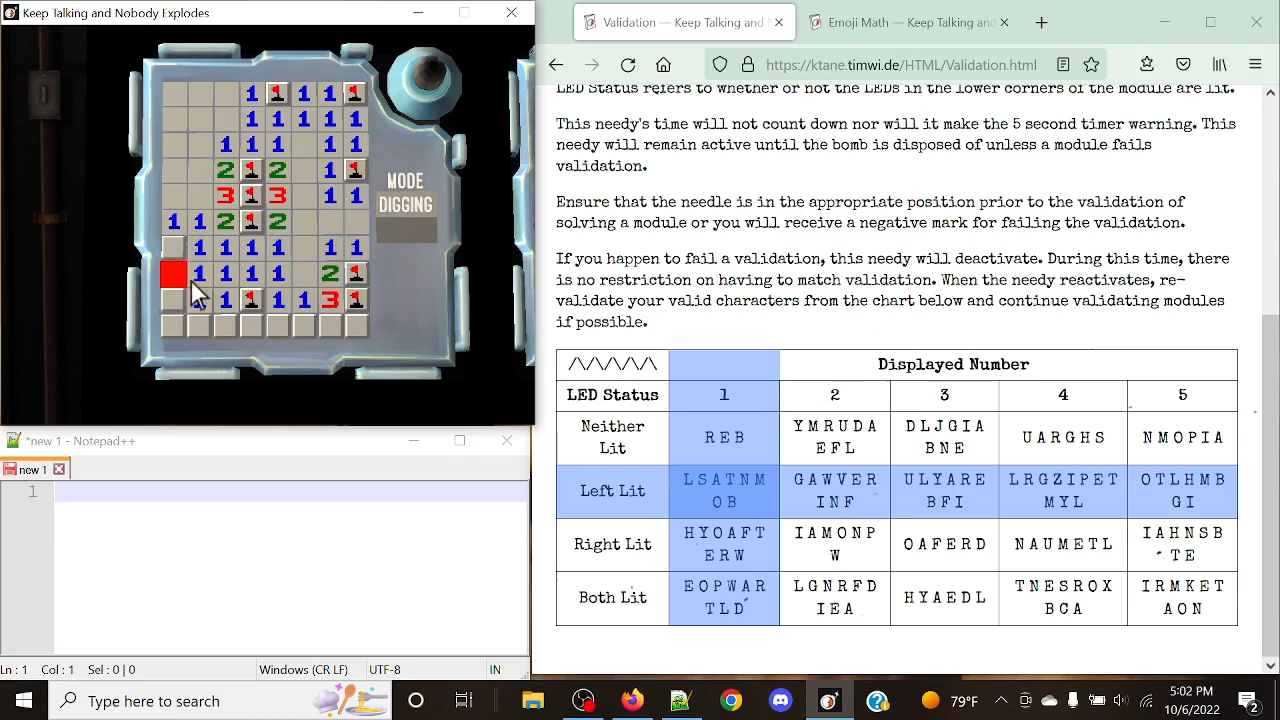 Keep Talking and Nobody Explodes
1 1 1 1
1 1 1 1 1
1 1 1 1 1
2 2 1
3 3 1 1
1 1 2 2
1 1 1 1 1 1
1 1 1 1 2
1 1 1 3
MODE
DIGGING
*new 1 - Notepad++
new 1
1
Ln : 1 Col : 1 Sel : 0 | 0 Windows (CR LF) UTF-8 IN
Validation — Keep Talking and
Emoji Math — Keep Talking and
https://ktane.timwi.de/HTML/Validation.html
LED Status refers to whether or not the LEDs in the lower corners of the module are lit.
This needy's time will not count down nor will it make the 5 second timer warning. This
needy will remain active until the bomb is disposed of unless a module fails
validation.
Ensure that the needle is in the appropriate position prior to the validation of
solving a module or you will receive a negative mark for failing the validation.
If you happen to fail a validation, this needy will deactivate. During this time, there
is no restriction on having to match validation. When the needy reactivates, re-
validate your valid characters from the chart below and continue validating modules
if possible.
/\/\/\/\/\/\ Displayed Number
LED Status 1 2 3 4 5
Neither Lit R E B Y M R U D A E F L D L J G I A B N E U A R G H S N M O P I A
Left Lit L S A T N M O B G A W V E R I N F U L Y A R E B F I L R G Z I P E T M Y L O T L H M B G I
Right Lit H Y O A F T E R W I A M O N P W O A F E R D N A U M E T L I A H N S B T E
Both Lit E O P W A R T L D L G N R F D I E A H Y A E D L T N E S R O X B C A I R M K E T A O N
Type here to search
79°F
5:02 PM
10/6/2022
2